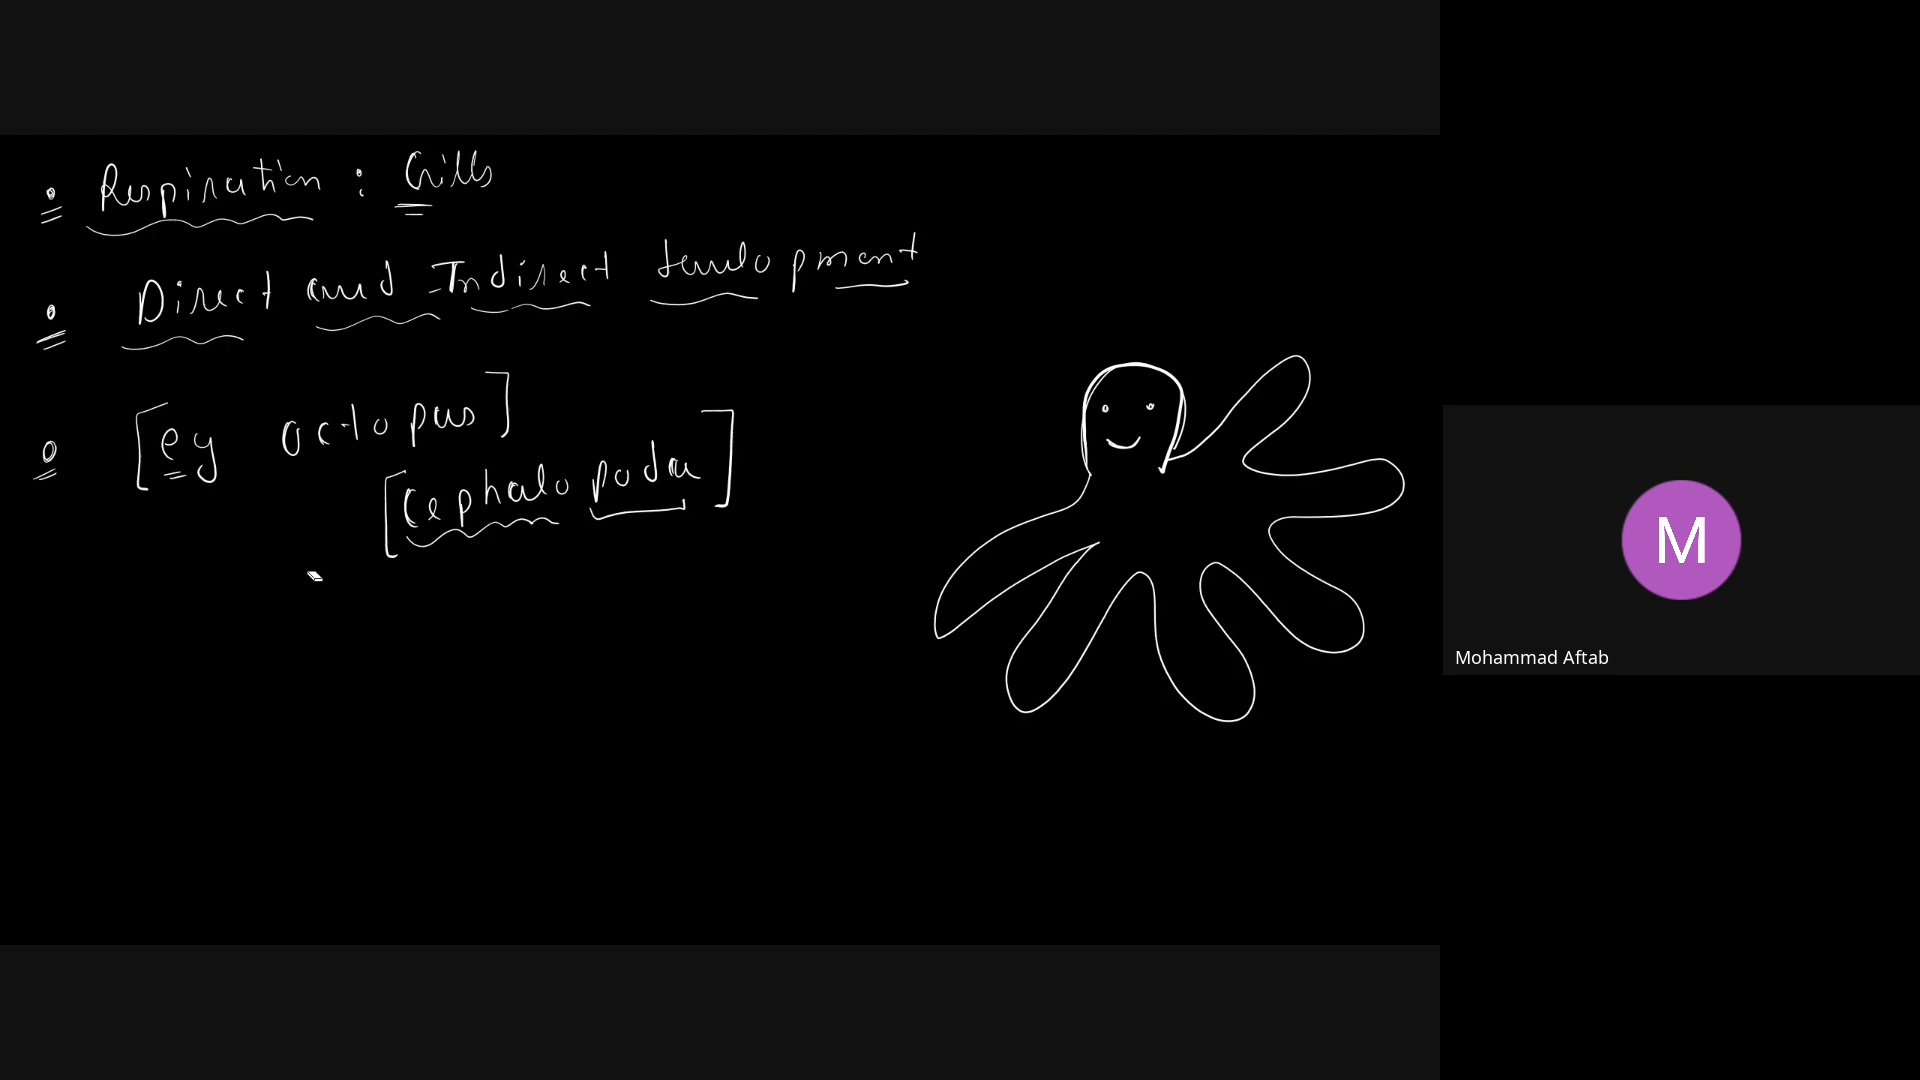 Respiration : Gills
Direct and Indirect development
[eg octopus]
[Cephalopoda]
M
Mohammad Aftab